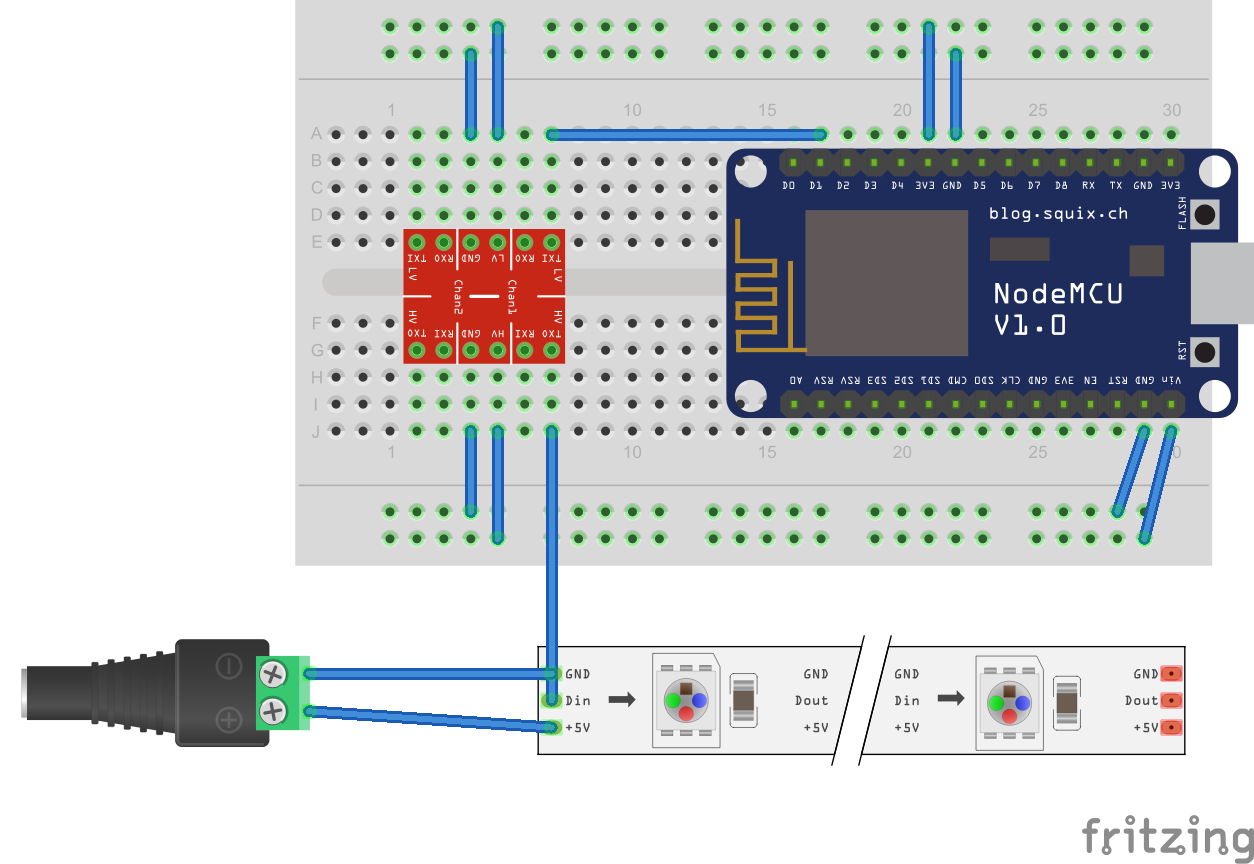 1 10 15 20 25 30
A
B
C
D
E
F
G
H
I
J
D0 D1 D2 D3 D4 3V3 GND D5 D6 D7 D8 RX TX GND 3V3
blog.squix.ch
FLASH
NodeMCU
V1.0
RST
A0 RSV RSV SD3 SD2 SD1 CMD SD0 CLK GND 3V3 EN RST GND Vin
TXI RXO GND LV RXO TXI
LV LV
Chan2 Chan1
HV HV
TXO RXI GND HV RXI TXO
1 10 15 20 25 0
GND GND GND GND
Din Dout Din Dout
+5V +5V +5V +5V
fritzing